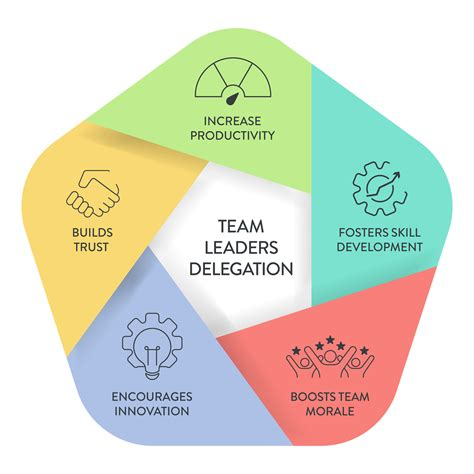 INCREASE
PRODUCTIVITY
FOSTERS SKILL
DEVELOPMENT
BOOSTS TEAM
MORALE
ENCOURAGES
INNOVATION
BUILDS
TRUST
TEAM
LEADERS
DELEGATION